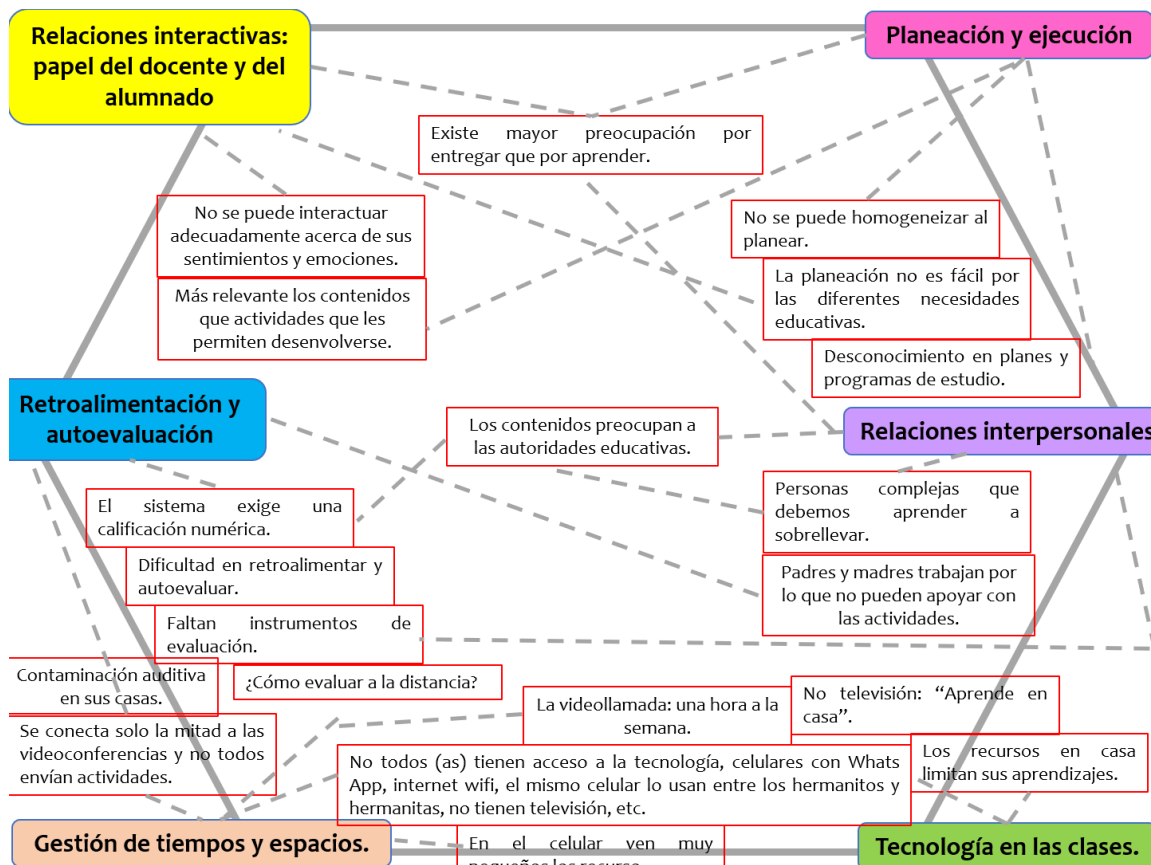 Relaciones interactivas:
papel del docente y del
alumnado
Planeación y ejecución
Existe mayor preocupación por
entregar que por aprender.
No se puede interactuar
adecuadamente acerca de sus
sentimientos y emociones.
No se puede homogeneizar al
planear.
Más relevante los contenidos
que actividades que les
permiten desenvolverse.
La planeación no es fácil por
las diferentes necesidades
educativas.
Desconocimiento en planes y
programas de estudio.
Retroalimentación y
autoevaluación
Los contenidos preocupan a
las autoridades educativas.
Relaciones interpersonales
El sistema exige una
calificación numérica.
Personas complejas que
debemos aprender a
sobrellevar.
Dificultad en retroalimentar y
autoevaluar.
Padres y madres trabajan por
lo que no pueden apoyar con
las actividades.
Faltan instrumentos de
evaluación.
Contaminación auditiva
en sus casas.
¿Cómo evaluar a la distancia?
La videollamada: una hora a la
semana.
No televisión: “Aprende en
casa”.
Se conecta solo la mitad a las
videoconferencias y no todos
envían actividades.
No todos (as) tienen acceso a la tecnología, celulares con Whats
App, internet wifi, el mismo celular lo usan entre los hermanitos y
hermanitas, no tienen televisión, etc.
Los recursos en casa
limitan sus aprendizajes.
Gestión de tiempos y espacios.
En el celular ven muy
pequeños los recurso
Tecnología en las clases.